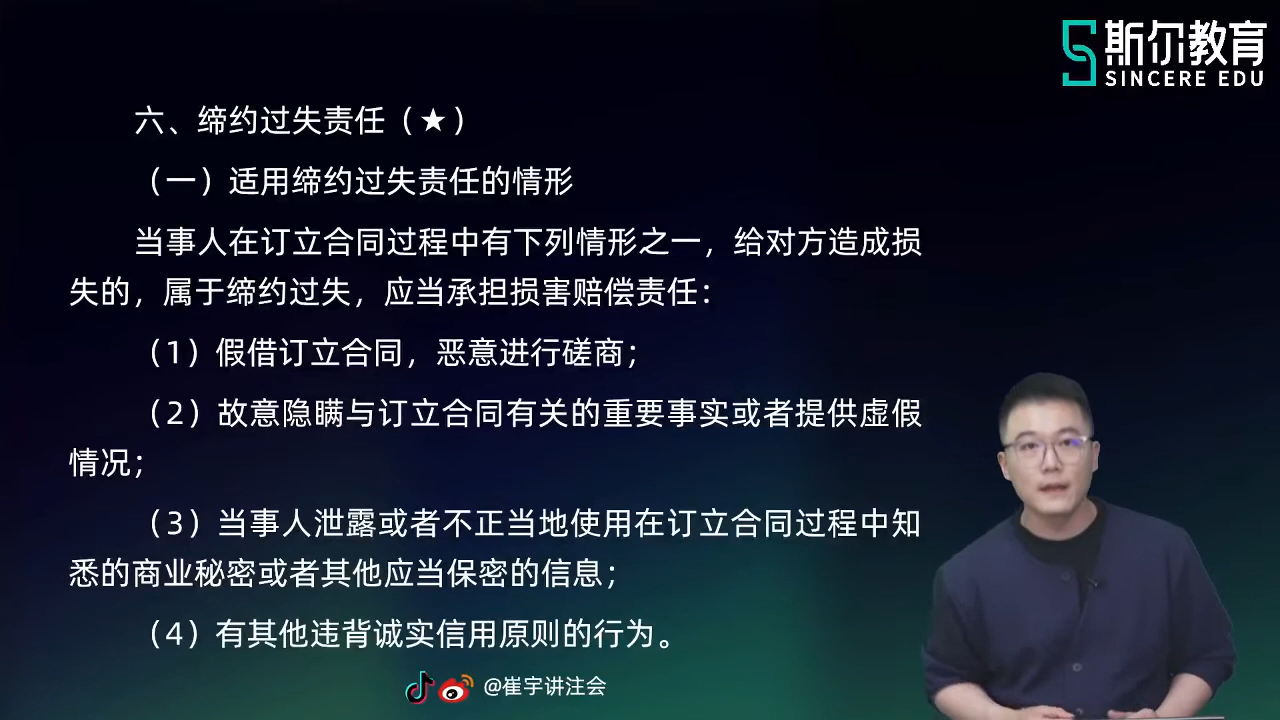 斯尔教育
SINCERE EDU
六、缔约过失责任（★）
（一）适用缔约过失责任的情形
当事人在订立合同过程中有下列情形之一，给对方造成损
失的，属于缔约过失，应当承担损害赔偿责任：
（1）假借订立合同，恶意进行磋商；
（2）故意隐瞒与订立合同有关的重要事实或者提供虚假
情况；
（3）当事人泄露或者不正当地使用在订立合同过程中知
悉的商业秘密或者其他应当保密的信息；
（4）有其他违背诚实信用原则的行为。
@崔宇讲注会